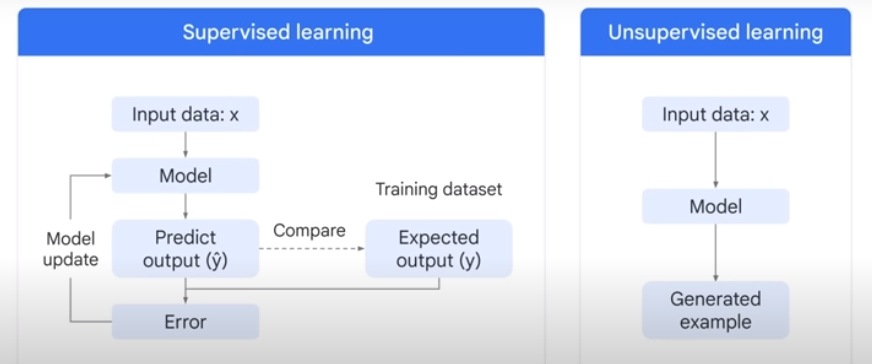 Supervised learning
Input data: x
Model
Training dataset
Predict
output (ŷ)
Compare
Expected
output (y)
Model
update
Error
Unsupervised learning
Input data: x
Model
Generated
example